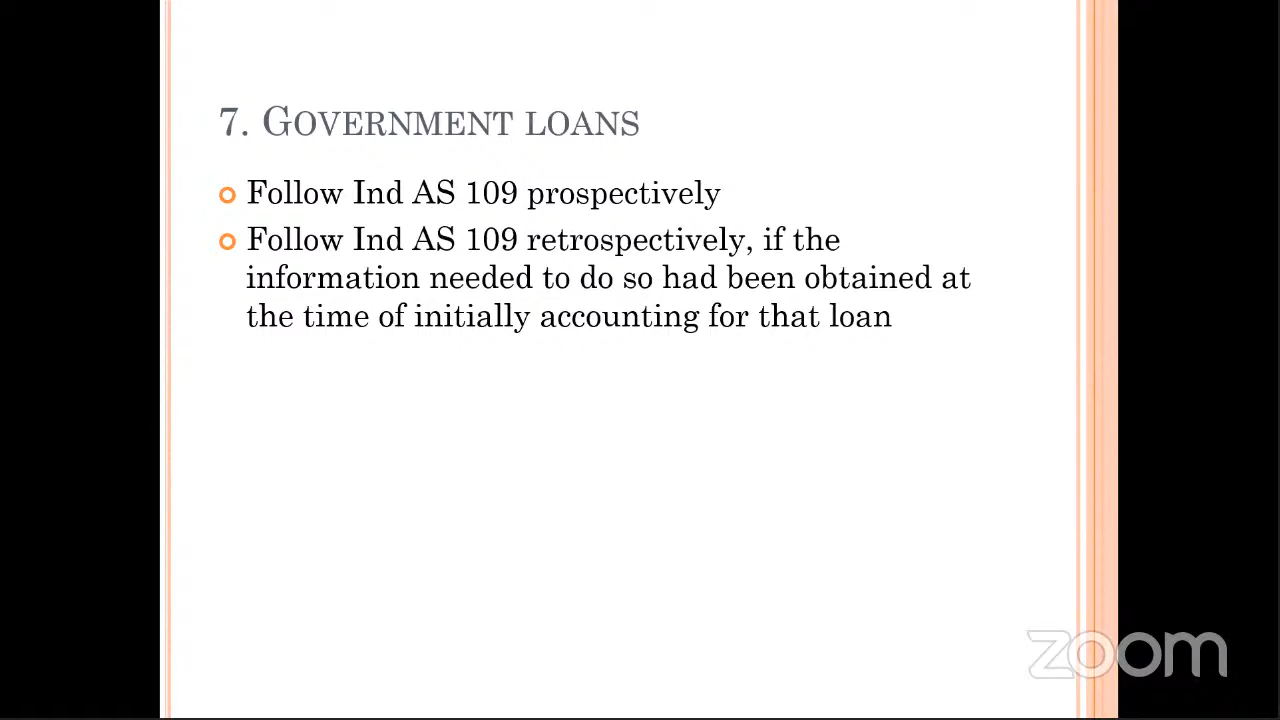 7. GOVERNMENT LOANS
Follow Ind AS 109 prospectively
Follow Ind AS 109 retrospectively, if the
information needed to do so had been obtained at
the time of initially accounting for that loan
zoom